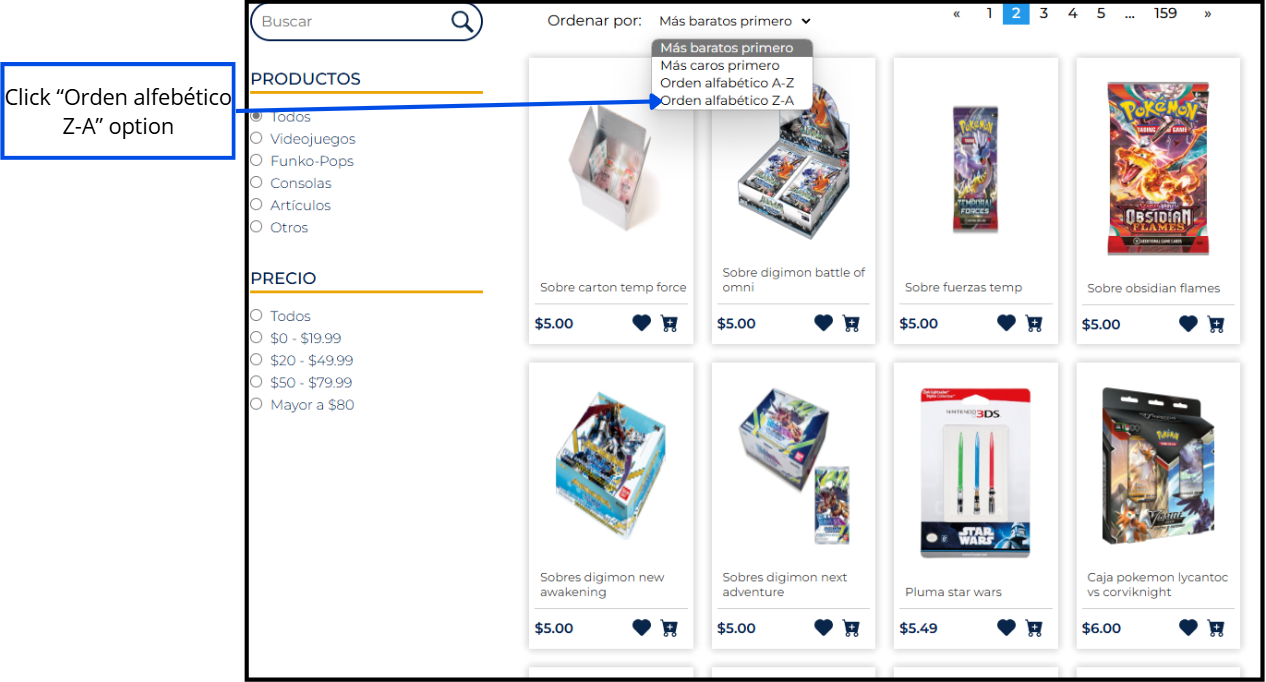 Buscar
Ordenar por: Más baratos primero
« 1 2 3 4 5 ... 159 »
Más baratos primero
Más caros primero
Orden alfabético A-Z
Orden alfabético Z-A
Click “Orden alfebético
Z-A” option
PRODUCTOS
Todos
Videojuegos
Funko-Pops
Consolas
Artículos
Otros
PRECIO
Todos
$0 - $19.99
$20 - $49.99
$50 - $79.99
Mayor a $80
Pokémon
TEMPORAL
FORCES
Pokémon
TRADING CARD GAME
OBSIDIAN
FLAMES
Sobre carton temp force
$5.00
Sobre digimon battle of
omni
$5.00
Sobre fuerzas temp
$5.00
Sobre obsidian flames
$5.00
NINTENDO 3DS
STAR
WARS
Pokémon
Sobres digimon new
awakening
$5.00
Sobres digimon next
adventure
$5.00
Pluma star wars
$5.49
Caja pokemon lycantoc
vs corviknight
$6.00